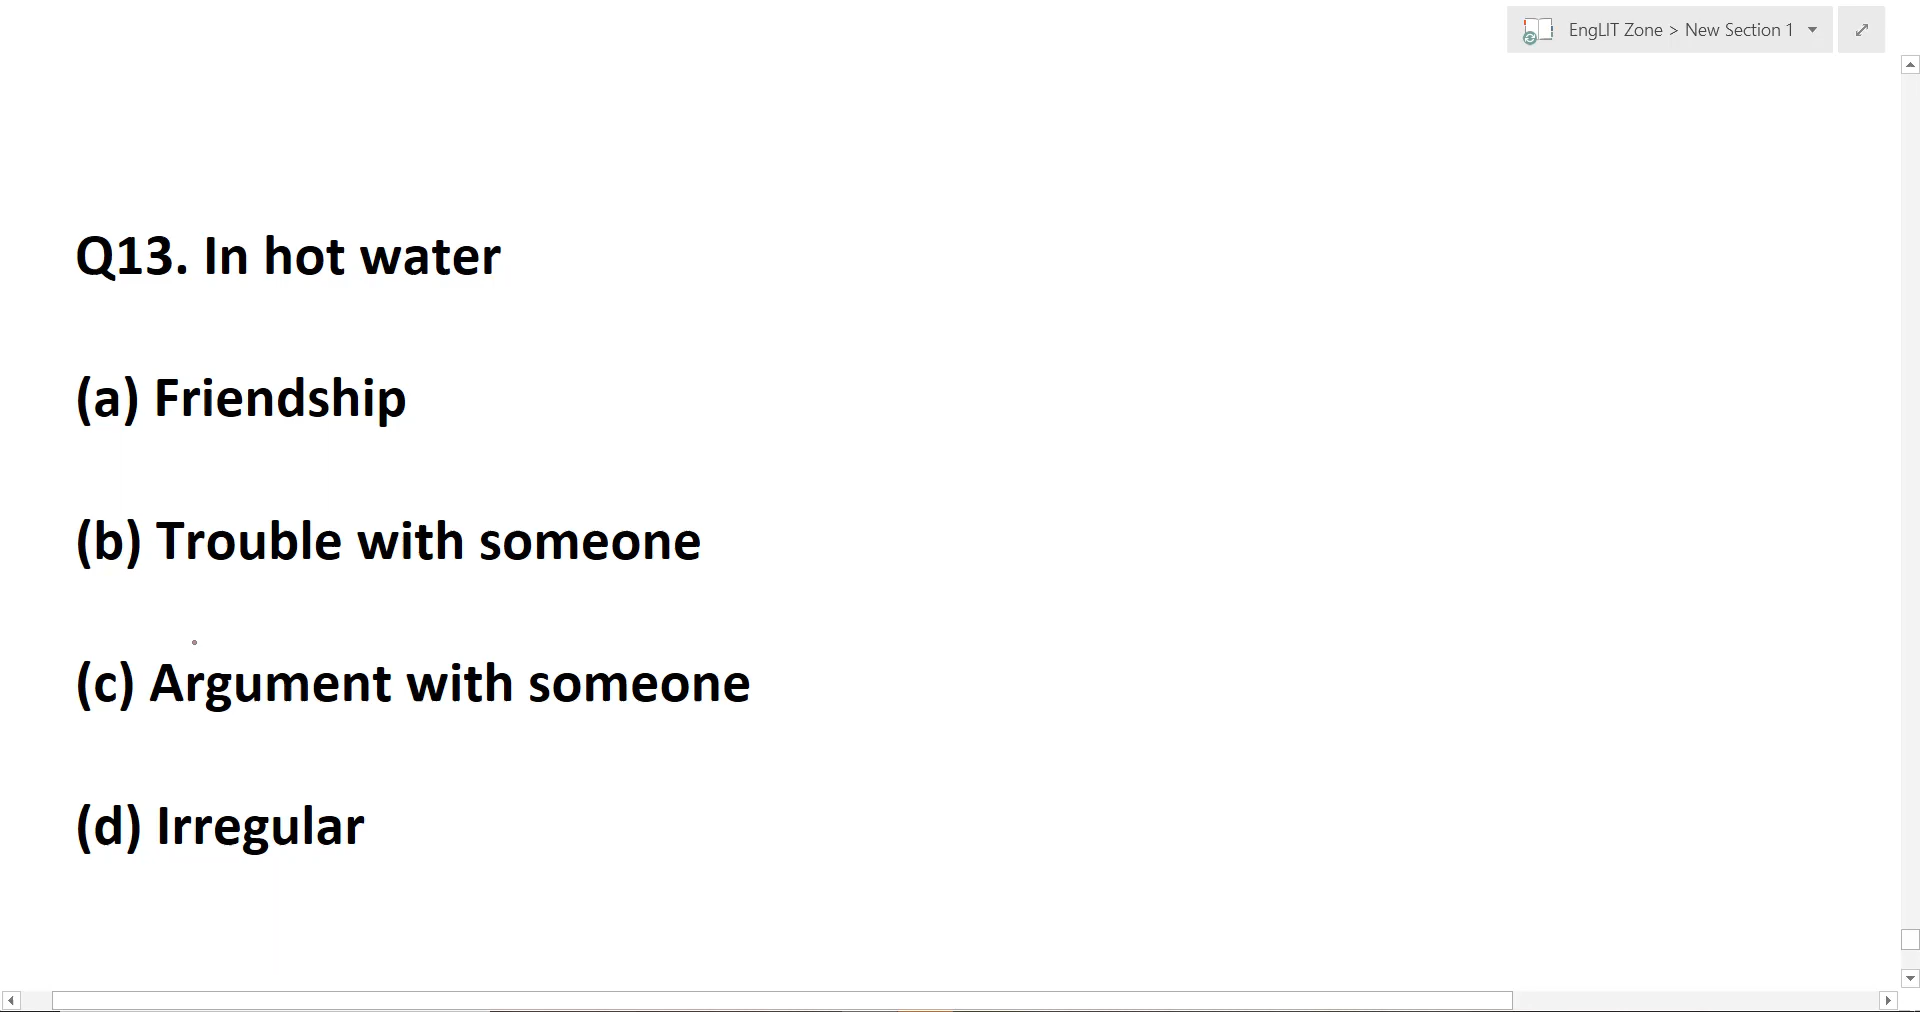 EngLIT Zone > New Section 1
Q13. In hot water
(a) Friendship
(b) Trouble with someone
(c) Argument with someone
(d) Irregular